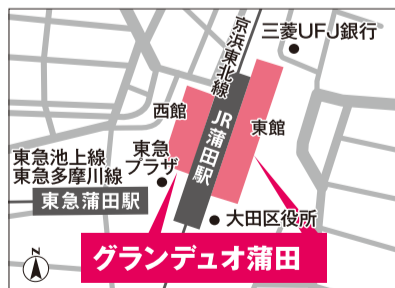 京浜東北線
三菱UFJ銀行
西館
JR蒲田駅
東館
東急
プラザ
東急池上線
東急多摩川線
東急蒲田駅
大田区役所
グランデュオ蒲田
N